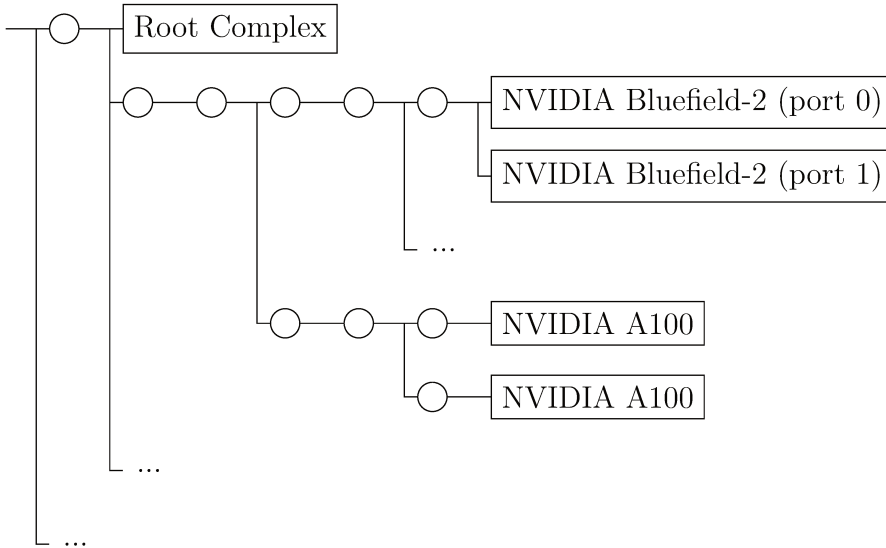 Root Complex
NVIDIA Bluefield-2 (port 0)
NVIDIA Bluefield-2 (port 1)
...
NVIDIA A100
NVIDIA A100
...
...